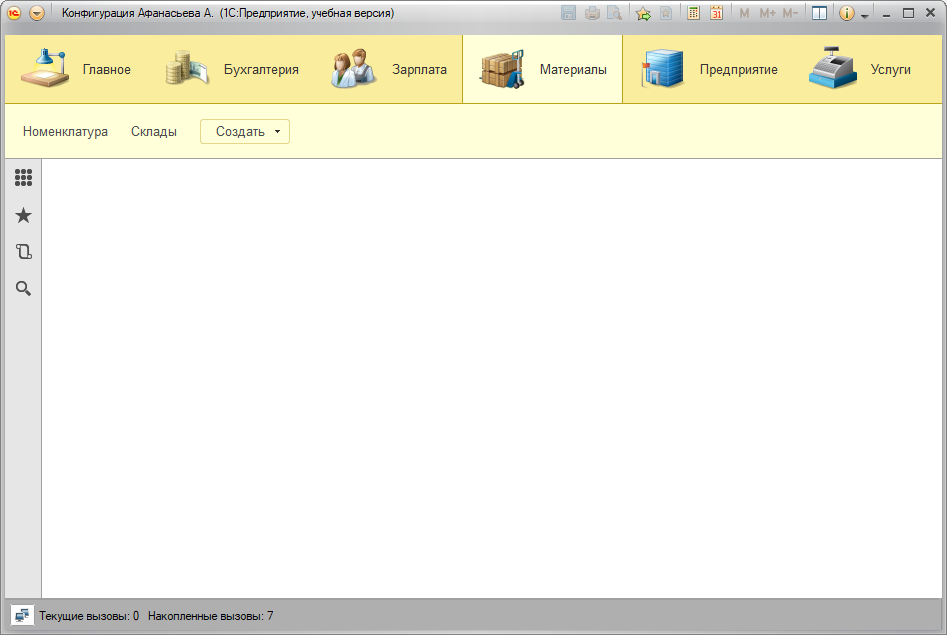 Конфигурация Афанасьева А. (1С:Предприятие, учебная версия)
M M+ M-
31
Главное Бухгалтерия Зарплата Материалы Предприятие Услуги
Номенклатура Склады Создать
Текущие вызовы: 0 Накопленные вызовы: 7